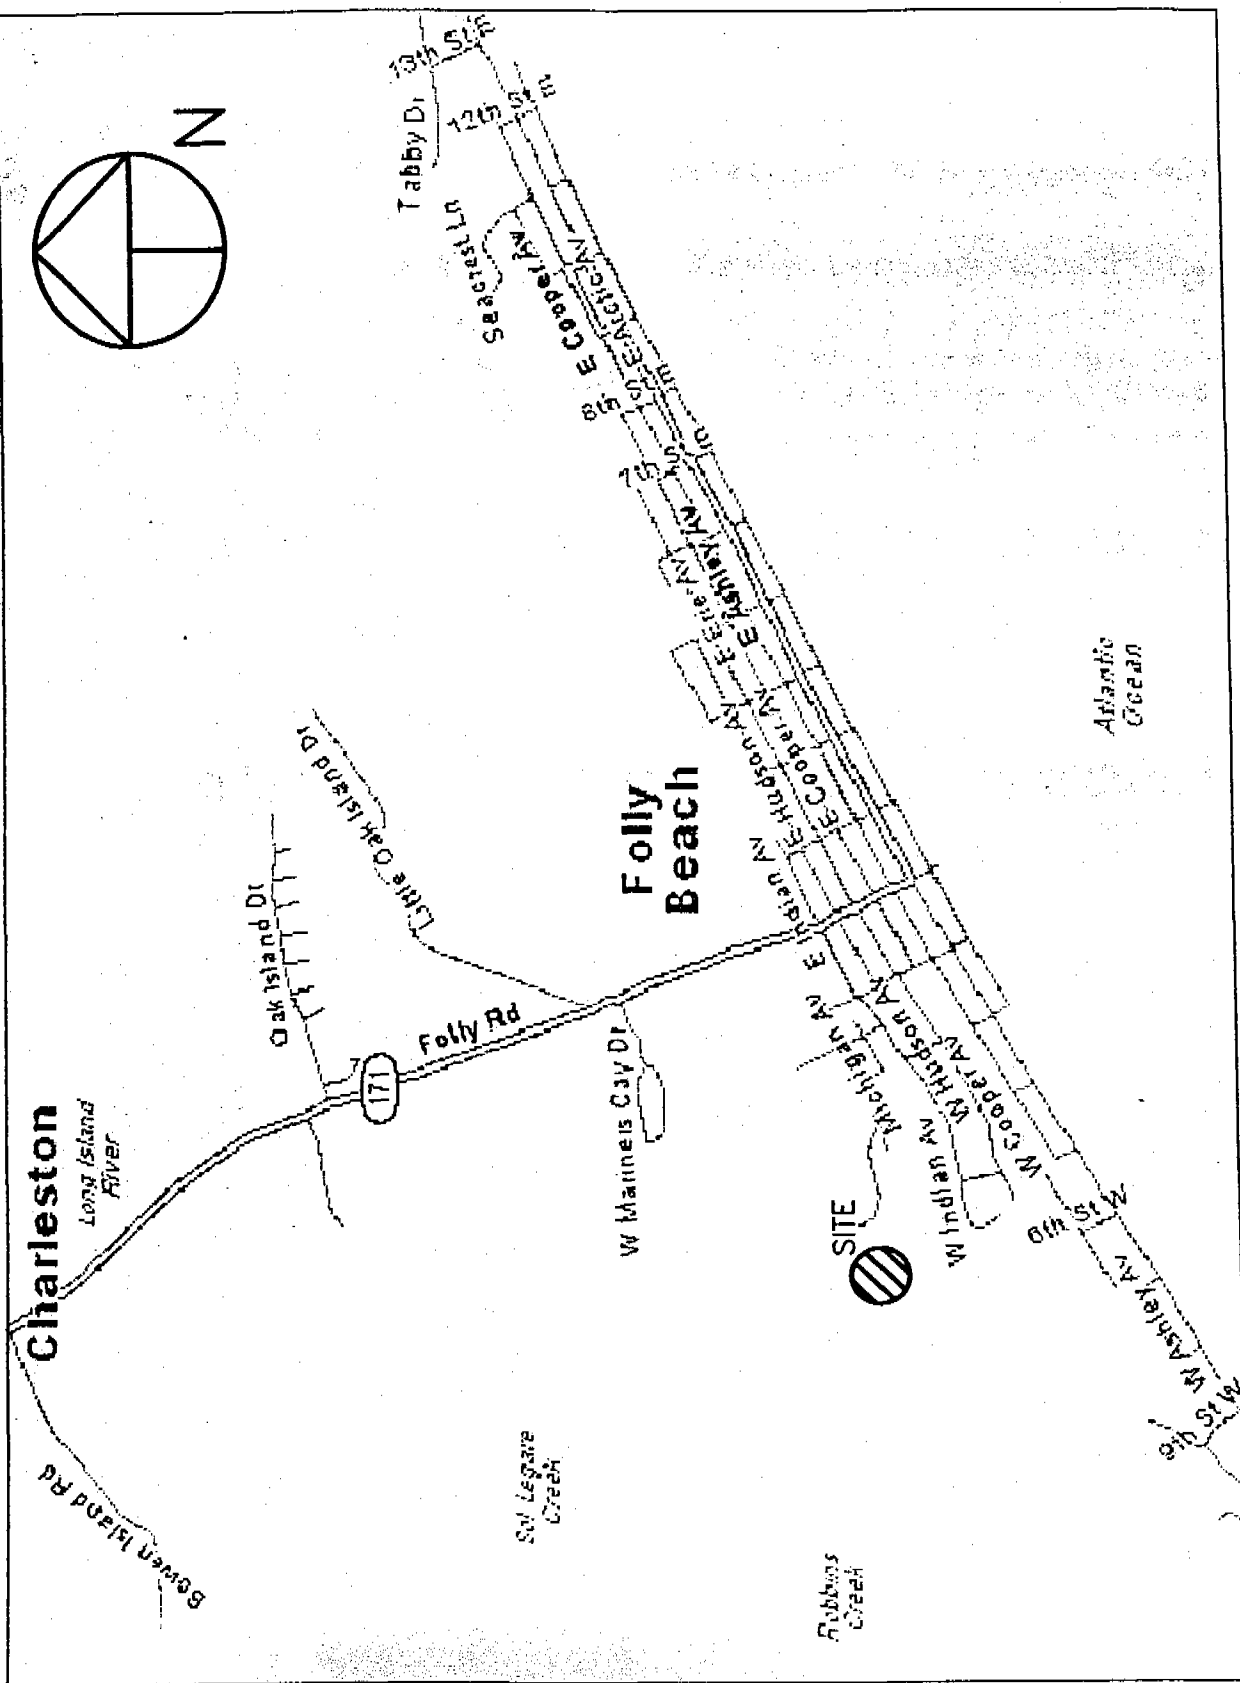 N
Charleston
Long Island
River
Bowen Island Rd
Oak Island Dr
171
Folly Rd
Little Oak Island Dr
W Mariners Cay Dr
Folly
Beach
Sol Legare
Creek
Robbins
Creek
SITE
Michigan Av
W Indian Av
W Hudson Av
W Cooper Av
6th St W
W Ashley Av
9th St W
E Indian Av
E Hudson Av
E Cooper Av
E Erie Av
E Ashley Av
7th St E
8th St E
E Arctic Av
E Cooper Av
Seacrest Ln
Tabby Dr
12th St E
13th St E
Atlantic
Ocean